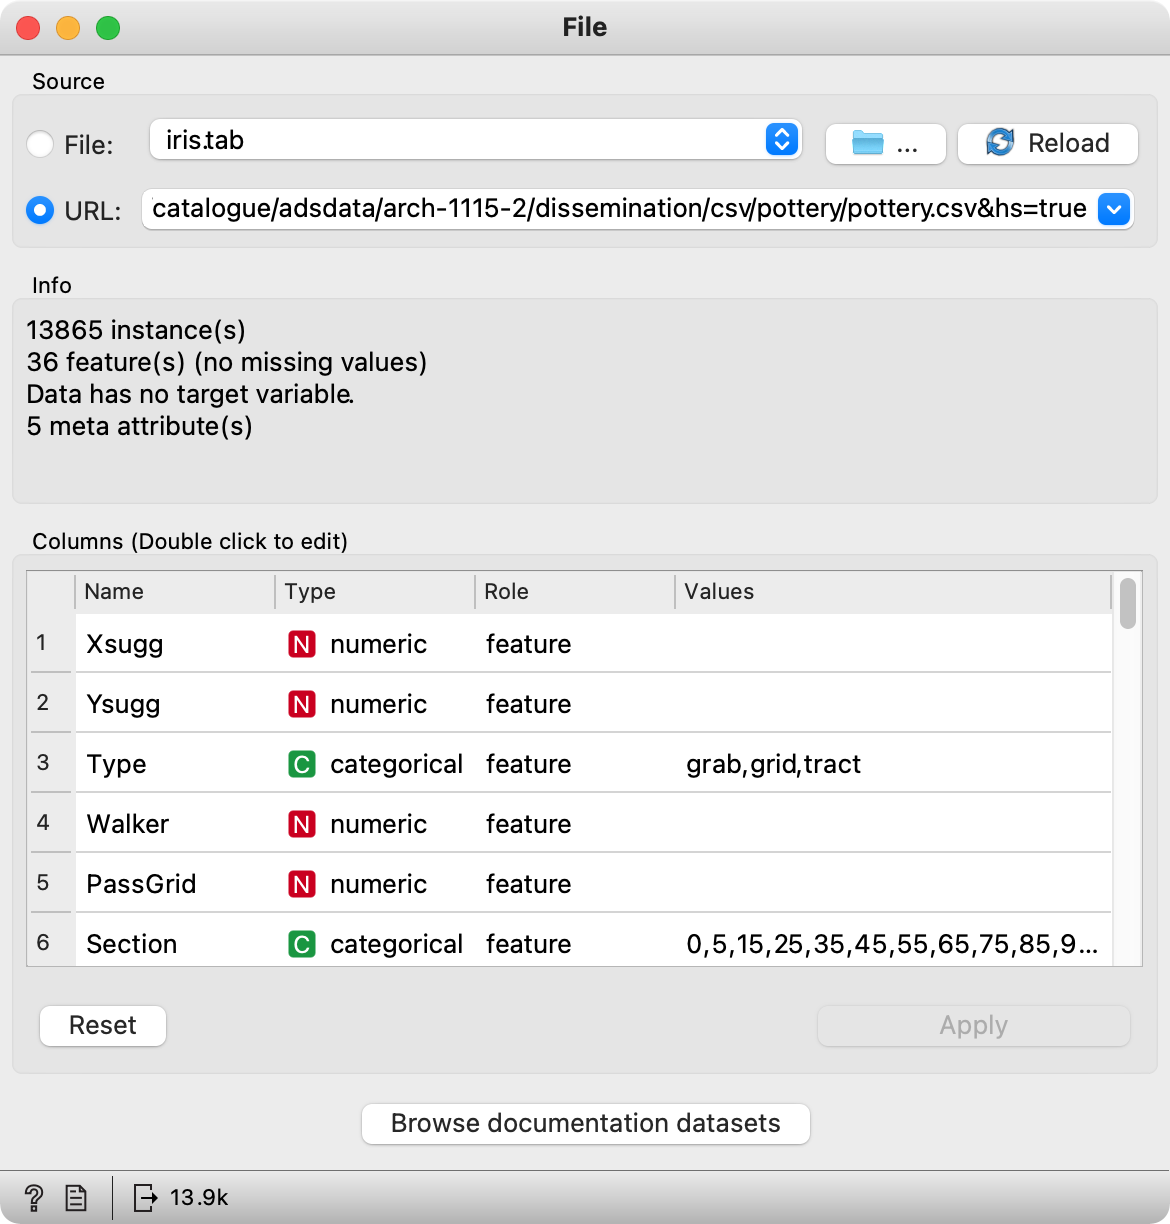 File
Source
File: iris.tab ... Reload
URL: catalogue/adsdata/arch-1115-2/dissemination/csv/pottery/pottery.csv&hs=true
Info
13865 instance(s)
36 feature(s) (no missing values)
Data has no target variable.
5 meta attribute(s)
Columns (Double click to edit)
Name Type Role Values
1 Xsugg N numeric feature
2 Ysugg N numeric feature
3 Type C categorical feature grab,grid,tract
4 Walker N numeric feature
5 PassGrid N numeric feature
6 Section C categorical feature 0,5,15,25,35,45,55,65,75,85,9...
Reset Apply
Browse documentation datasets
? 13.9k